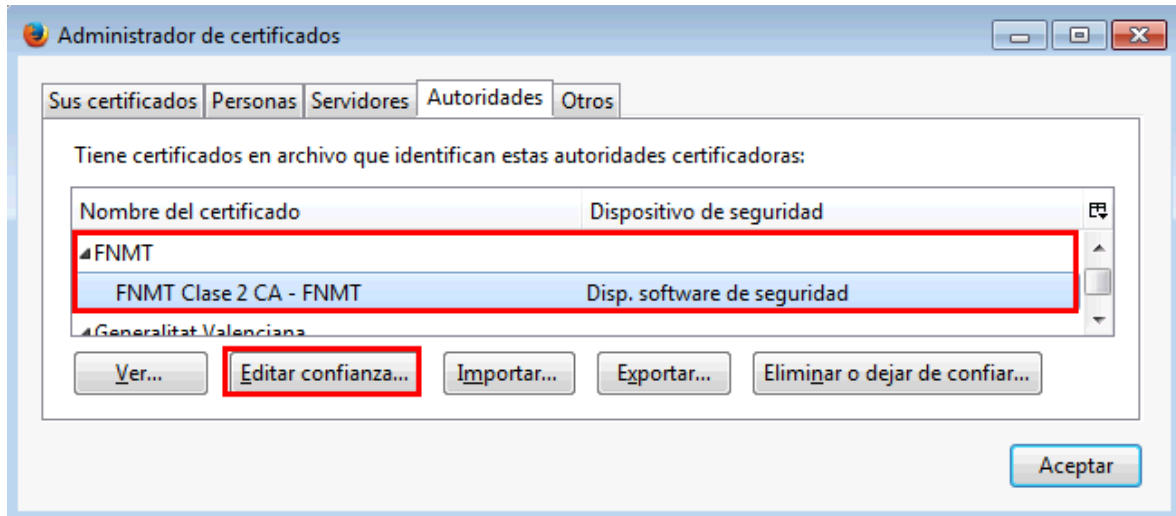 Administrador de certificados
Sus certificados Personas Servidores Autoridades Otros
Tiene certificados en archivo que identifican estas autoridades certificadoras:
Nombre del certificado Dispositivo de seguridad
FNMT
FNMT Clase 2 CA - FNMT Disp. software de seguridad
Generalitat Valenciana
Ver... Editar confianza... Importar... Exportar... Eliminar o dejar de confiar...
Aceptar